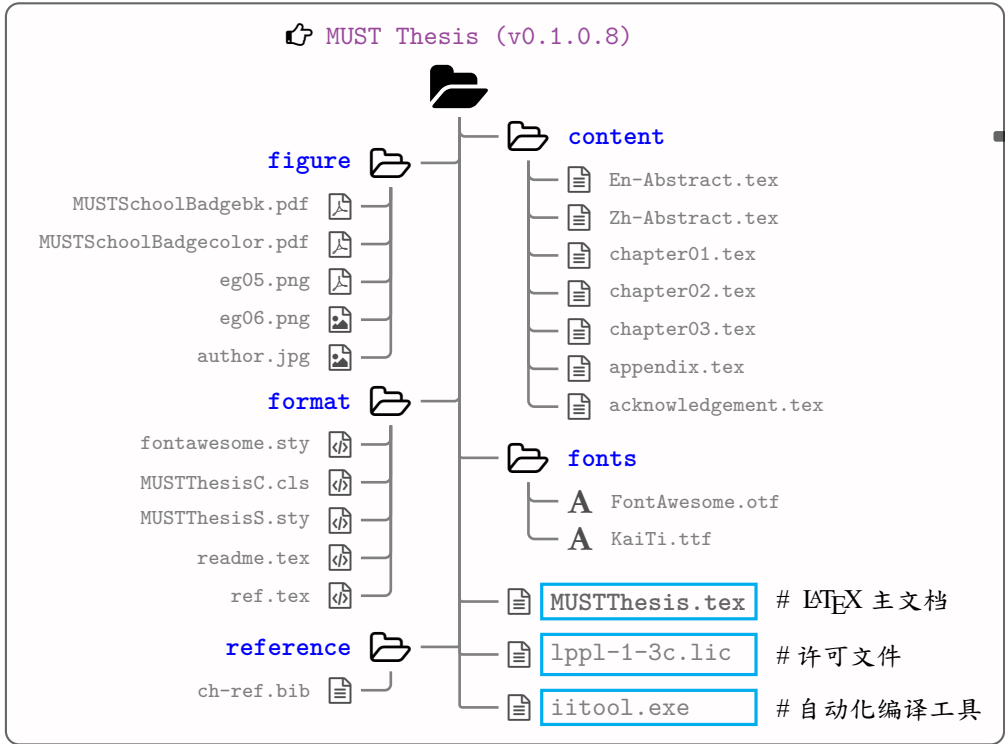 MUST Thesis (v0.1.0.8)
figure
MUSTSchoolBadgebk.pdf
MUSTSchoolBadgecolor.pdf
eg05.png
eg06.png
author.jpg
format
fontawesome.sty
MUSTThesisC.cls
MUSTThesisS.sty
readme.tex
ref.tex
reference
ch-ref.bib
content
En-Abstract.tex
Zh-Abstract.tex
chapter01.tex
chapter02.tex
chapter03.tex
appendix.tex
acknowledgement.tex
fonts
A FontAwesome.otf
A KaiTi.ttf
MUSTThesis.tex # LATEX 主文档
lppl-1-3c.lic # 许可文件
iitool.exe # 自动化编译工具